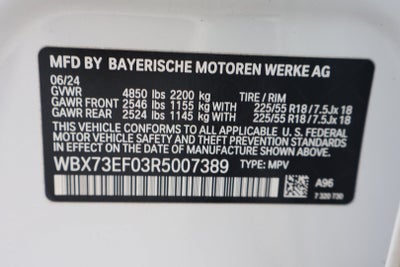 MFD BY BAYERISCHE MOTOREN WERKE AG
06/24
GVWR 4850 lbs 2200 kg TIRE / RIM
GAWR FRONT 2546 lbs 1155 kg WITH 225/55 R18 / 7.5Jx 18
GAWR REAR 2524 lbs 1145 kg WITH 225/55 R18 / 7.5Jx 18
THIS VEHICLE CONFORMS TO ALL APPLICABLE FEDERAL
MOTOR VEHICLE SAFETY AND THEFT PREVENTION
STANDARDS IN EFFECT ON THE DATE OF MANUFACTURE
SHOWN ABOVE.
WBX73EF03R5007389 TYPE: MPV
A96
7 320 730